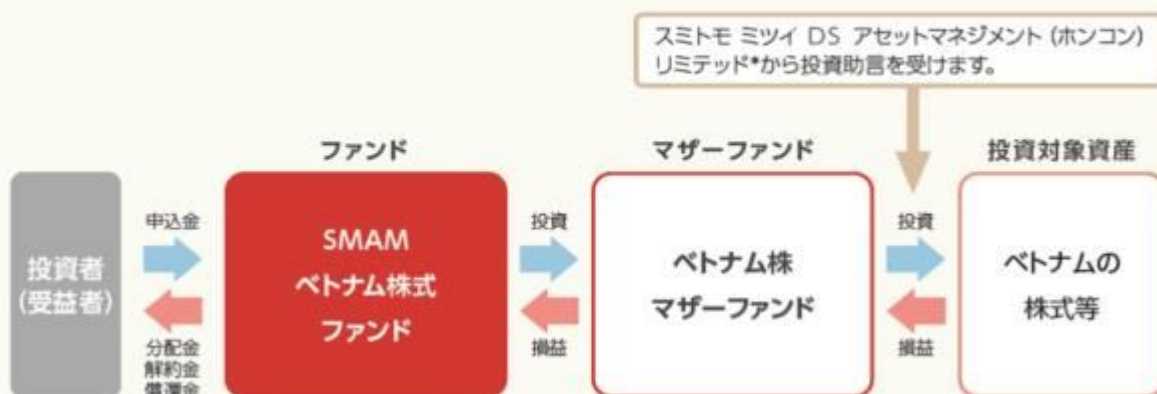 スミトモ ミツイ DS アセットマネジメント (ホンコン)
リミテッド*から投資助言を受けます。
ファンド
マザーファンド
投資対象資産
投資者
(受益者)
申込金
分配金
解約金
償還金
SMAM
ベトナム株式
ファンド
投資
損益
ベトナム株
マザーファンド
投資
損益
ベトナムの
株式等